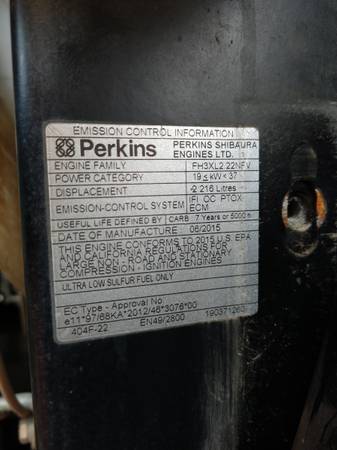 EMISSION CONTROL INFORMATION
Perkins PERKINS SHIBAURA ENGINES LTD.
ENGINE FAMILY FH3XL2.22NFV
POWER CATEGORY 19 ≤ kW < 37
DISPLACEMENT 2.216 Litres
EMISSION-CONTROL SYSTEM IFI OC PTOX ECM
USEFUL LIFE DEFINED BY CARB 7 Years or 5000 h
DATE OF MANUFACTURE 06/2015
THIS ENGINE CONFORMS TO 2015 U.S. EPA
AND CALIFORNIA REGULATIONS FOR
LARGE NON - ROAD AND STATIONARY
COMPRESSION - IGNITION ENGINES
ULTRA LOW SULFUR FUEL ONLY
EC Type - Approval No
e11*97/68KA*2012/46*3076*00
404F-22 EN49/2800 190371260